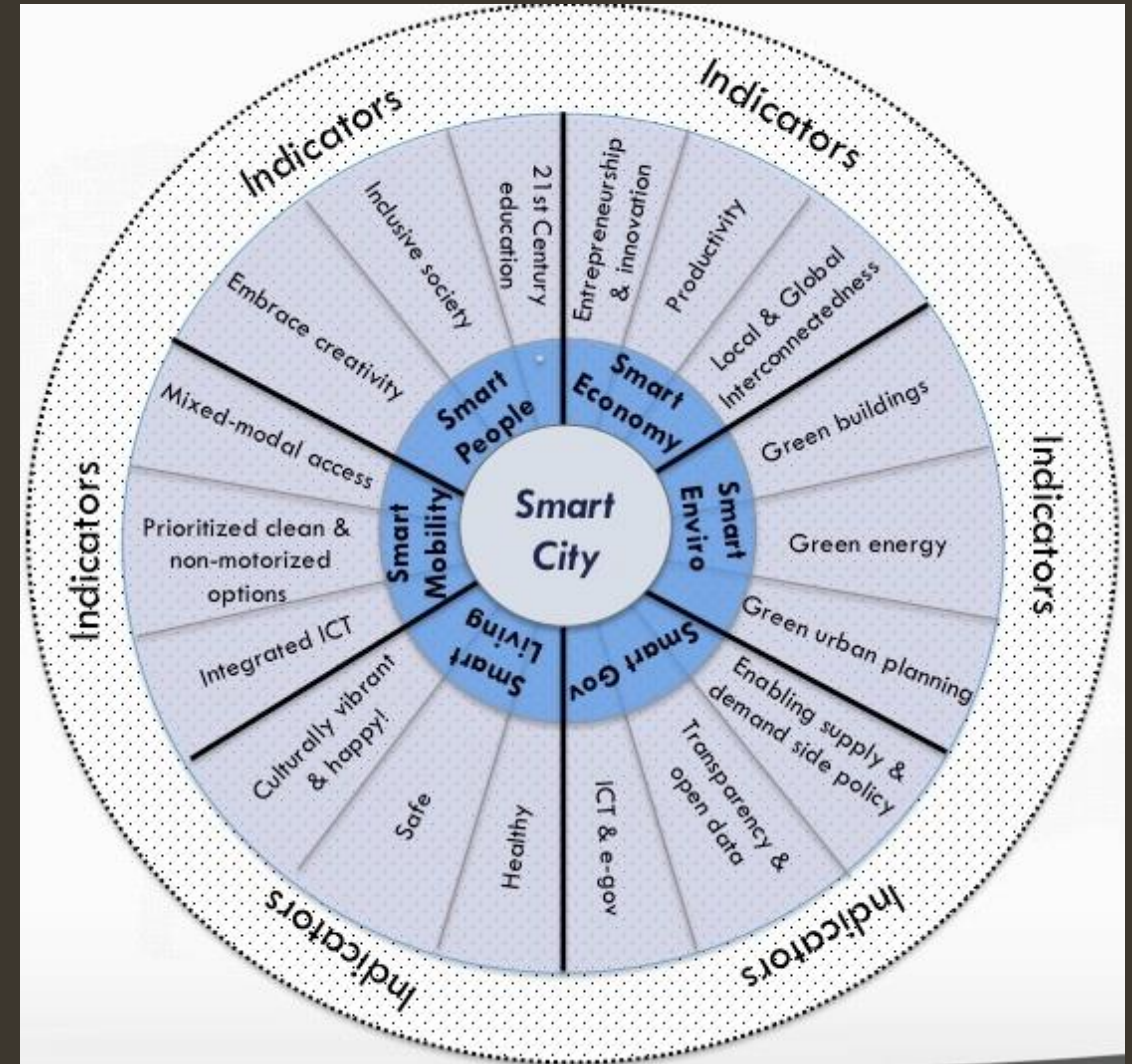 Indicators
Indicators
Indicators
Indicators
Indicators
Indicators
Smart
City
Smart
Economy
Entrepreneurship
& innovation
Productivity
Local & Global
Interconnectedness
Smart
Enviro
Green buildings
Green energy
Green urban planning
Smart Gov
Enabling supply &
demand side policy
Transparency &
open data
ICT & e-gov
Smart
Living
Healthy
Safe
Culturally vibrant
& happy!
Smart
Mobility
Integrated ICT
Prioritized clean &
non-motorized
options
Mixed-modal access
Smart
People
Embrace creativity
Inclusive society
21st Century
education